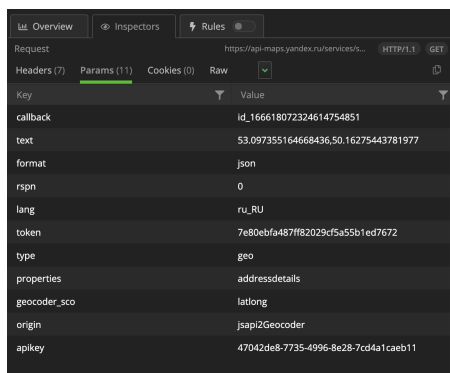 Overview Inspectors Rules
Request https://api-maps.yandex.ru/services/s... HTTP/1.1 GET
Headers (7) Params (11) Cookies (0) Raw
Key Value
callback id_166618072324614754851
text 53.097355164668436,50.16275443781977
format json
rspn 0
lang ru_RU
token 7e80ebfa487ff82029cf5a55b1ed7672
type geo
properties addressdetails
geocoder_sco latlong
origin jsapi2Geocoder
apikey 47042de8-7735-4996-8e28-7cd4a1caeb11